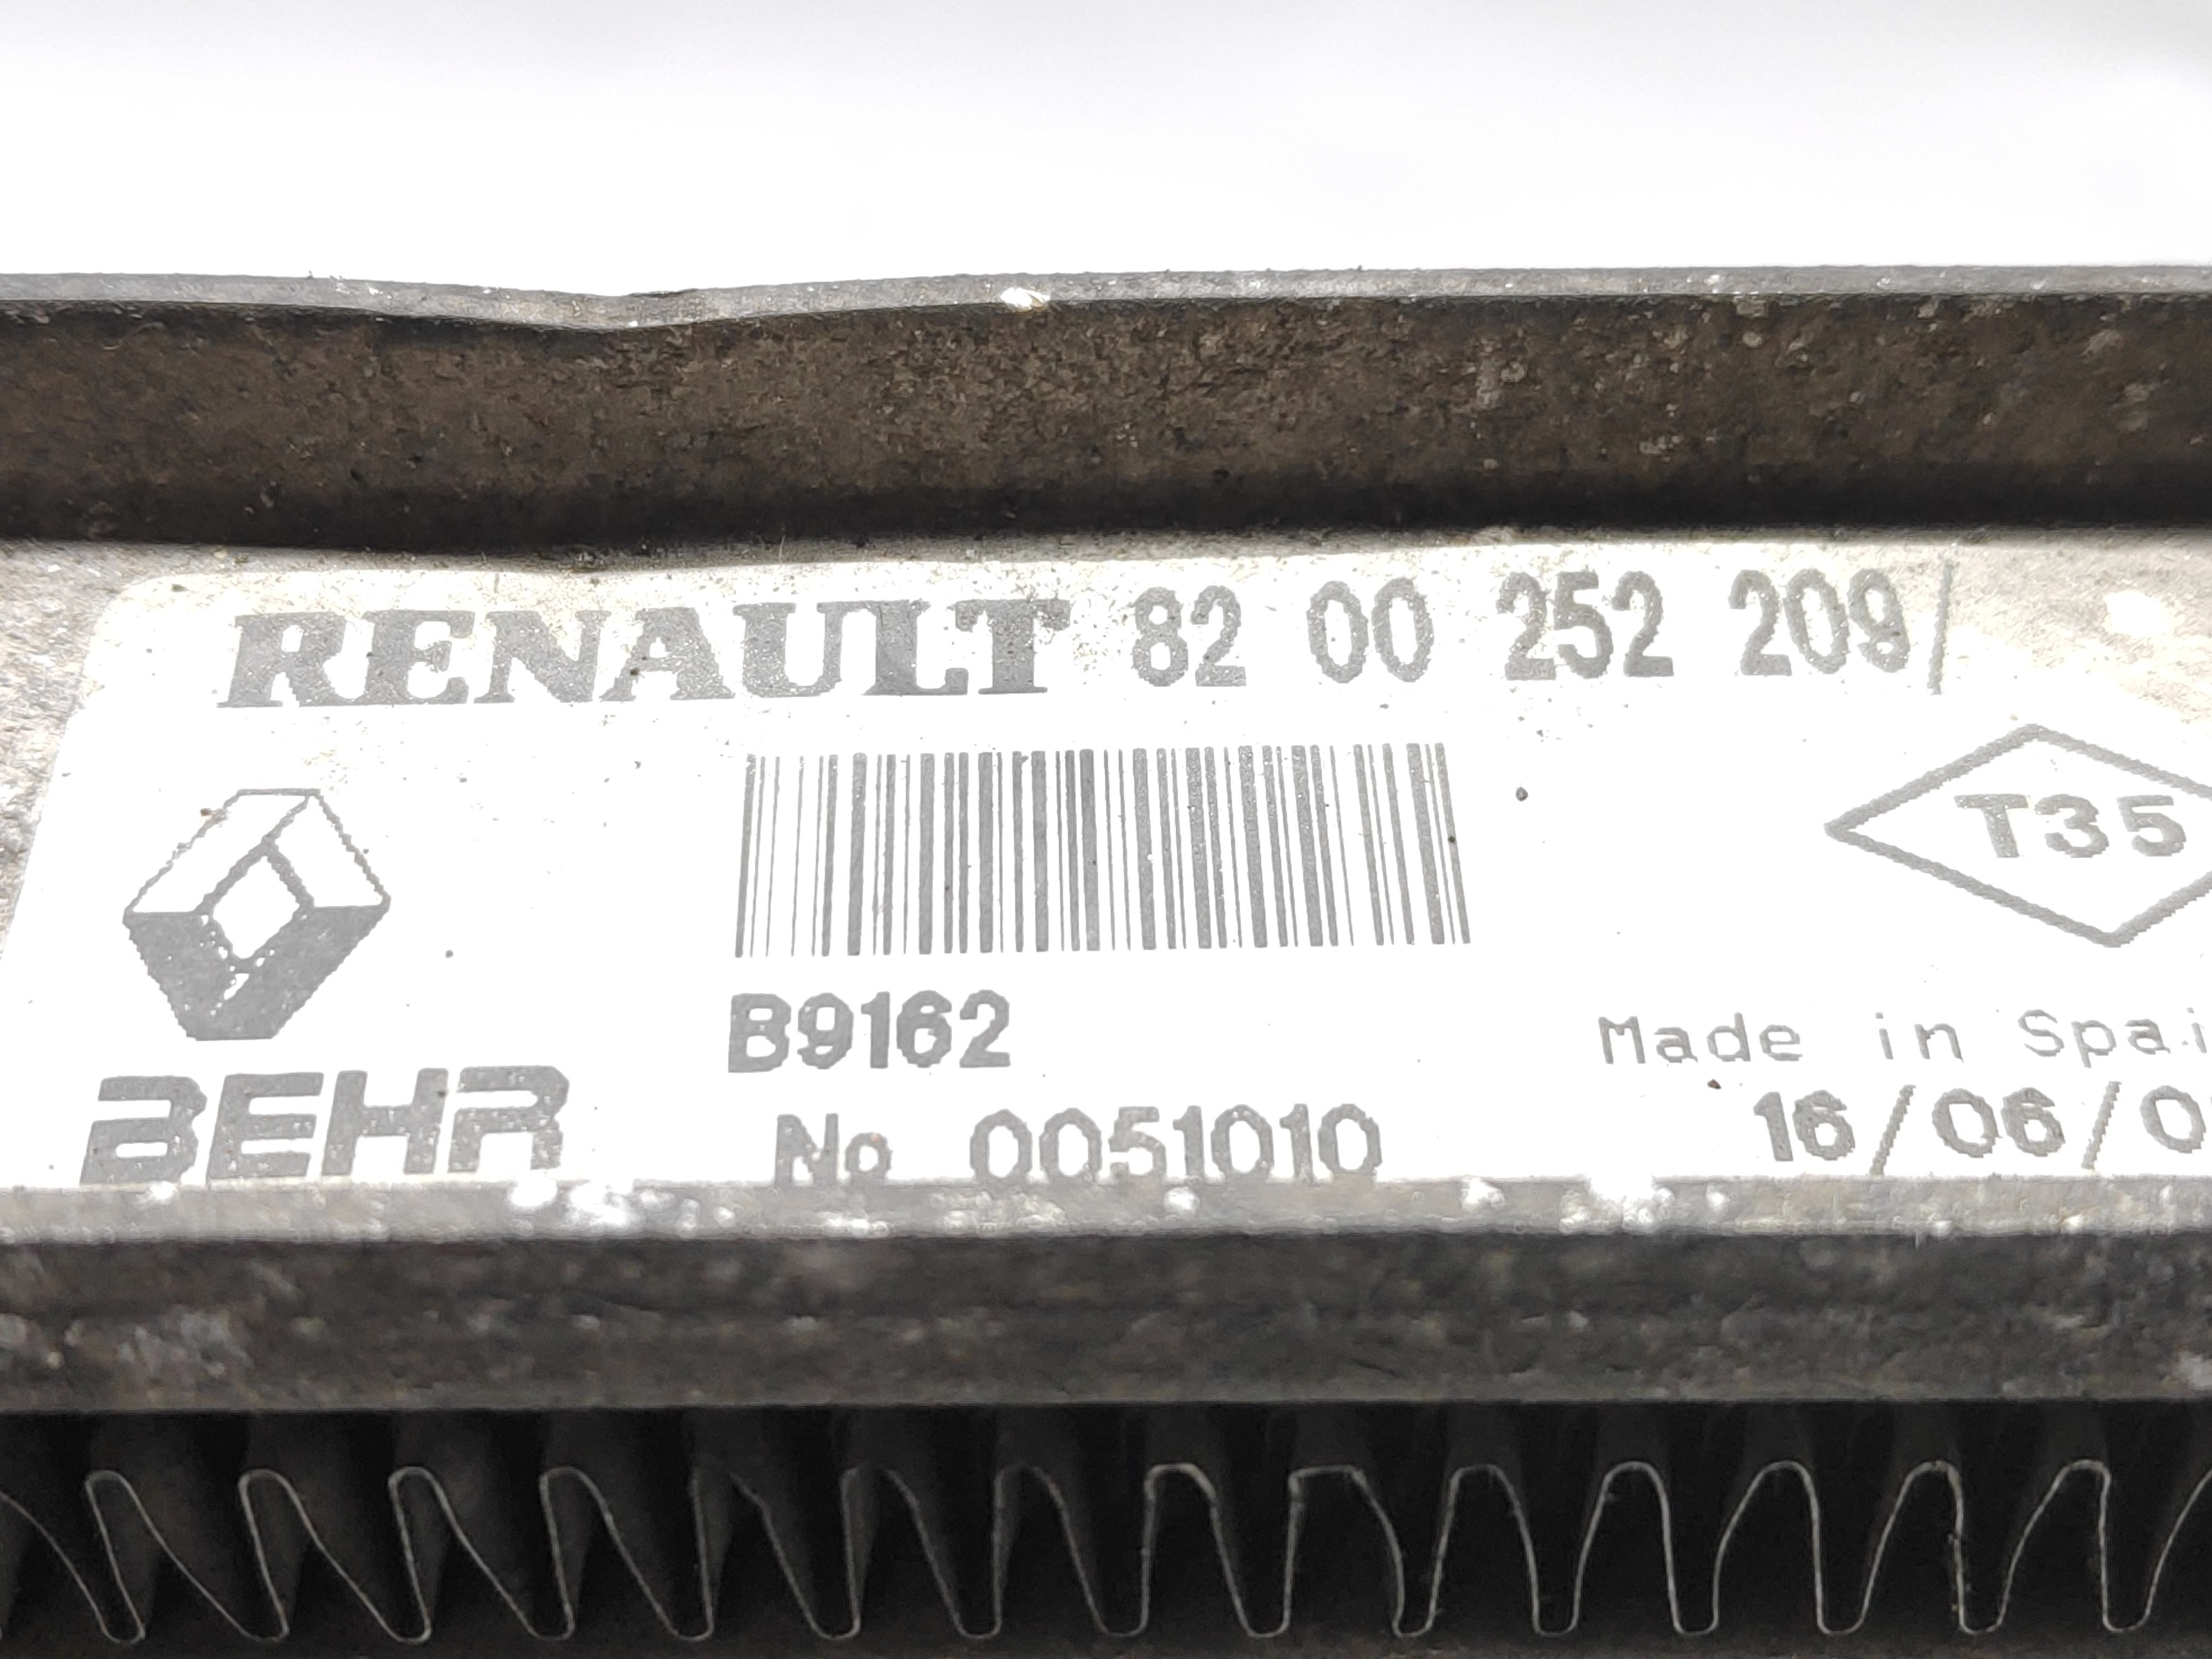 RENAULT 82 00 252 209/
T35
B9162
Made in Spai
BEHR
No 0051010
16/06/0